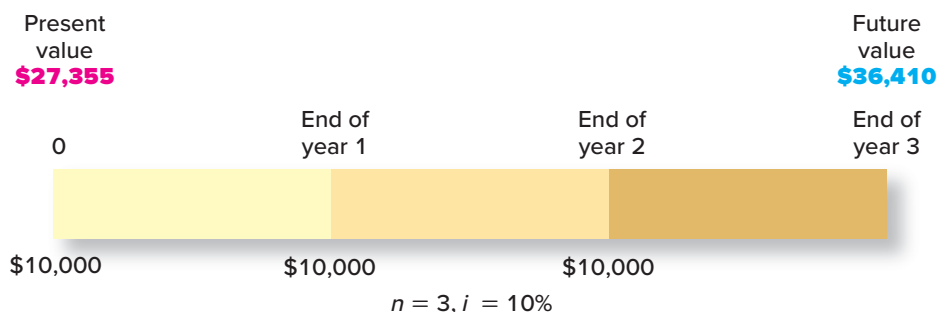 Present
value
$27,355
Future
value
$36,410
0
End of
year 1
End of
year 2
End of
year 3
$10,000
$10,000
$10,000
n = 3, i = 10%